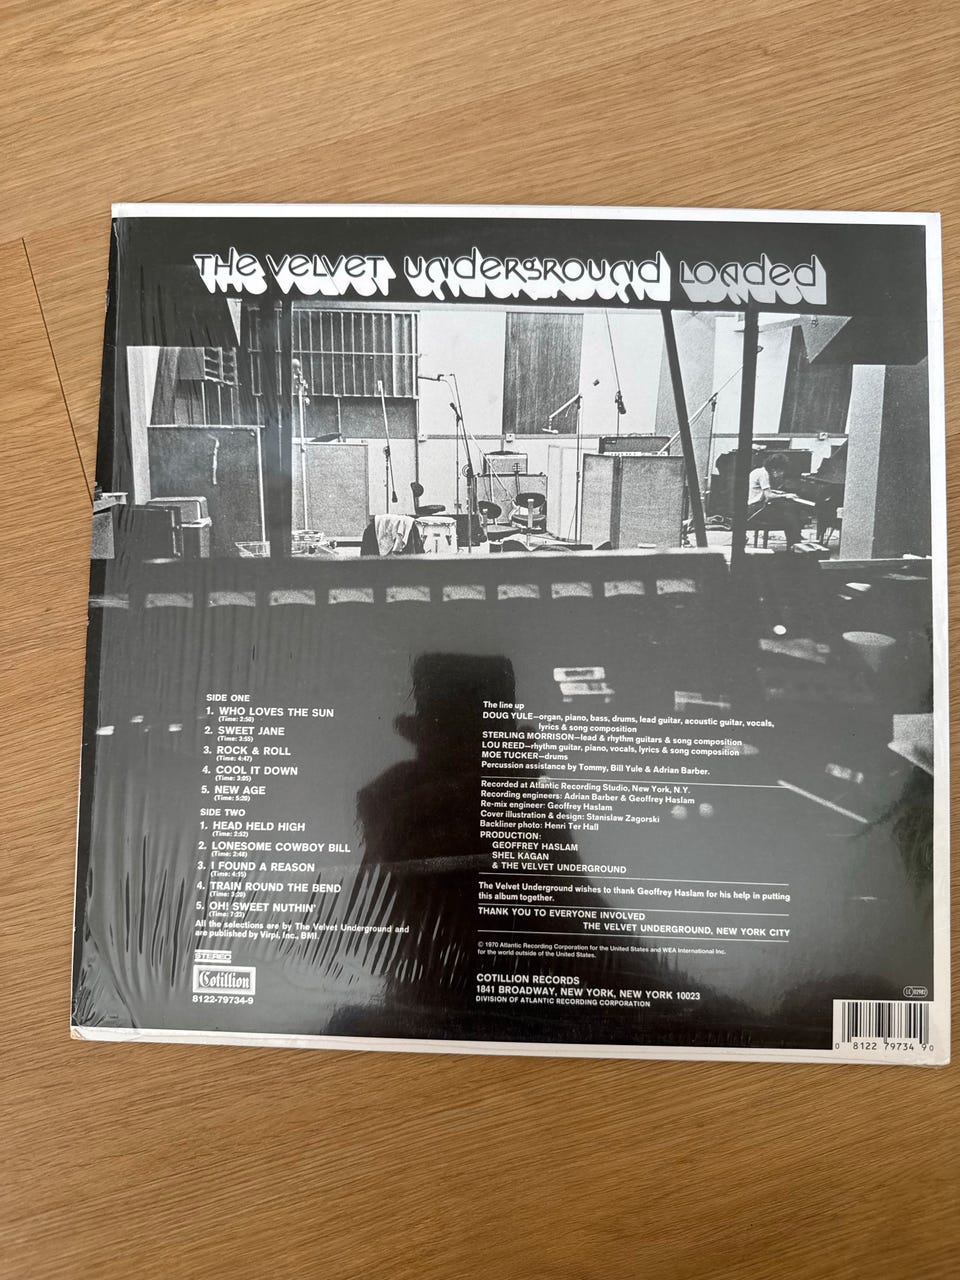 THE VELVET UNDERGROUND LOADED
SIDE ONE
1. WHO LOVES THE SUN
(Time: 2:50)
2. SWEET JANE
(Time: 3:55)
3. ROCK & ROLL
(Time: 4:47)
4. COOL IT DOWN
(Time: 3:05)
5. NEW AGE
(Time: 5:20)
SIDE TWO
1. HEAD HELD HIGH
(Time: 2:52)
2. LONESOME COWBOY BILL
(Time: 2:48)
3. I FOUND A REASON
(Time: 4:15)
4. TRAIN ROUND THE BEND
(Time: 3:20)
5. OH! SWEET NUTHIN'
(Time: 7:23)
All the selections are by The Velvet Underground and
are published by Virpi, Inc., BMI.
STEREO
Cotillion
8122-79734-9
The line up
DOUG YULE—organ, piano, bass, drums, lead guitar, acoustic guitar, vocals,
lyrics & song composition
STERLING MORRISON—lead & rhythm guitars & song composition
LOU REED—rhythm guitar, piano, vocals, lyrics & song composition
MOE TUCKER—drums
Percussion assistance by Tommy, Bill Yule & Adrian Barber.
Recorded at Atlantic Recording Studio, New York, N.Y.
Recording engineers: Adrian Barber & Geoffrey Haslam
Re-mix engineer: Geoffrey Haslam
Cover illustration & design: Stanislaw Zagorski
Backliner photo: Henri Ter Hall
PRODUCTION:
GEOFFREY HASLAM
SHEL KAGAN
& THE VELVET UNDERGROUND
The Velvet Underground wishes to thank Geoffrey Haslam for his help in putting
this album together.
THANK YOU TO EVERYONE INVOLVED
THE VELVET UNDERGROUND, NEW YORK CITY
© 1970 Atlantic Recording Corporation for the United States and WEA International Inc.
for the world outside of the United States.
COTILLION RECORDS
1841 BROADWAY, NEW YORK, NEW YORK 10023
DIVISION OF ATLANTIC RECORDING CORPORATION
LC 02982
0 8122 79734 9 0